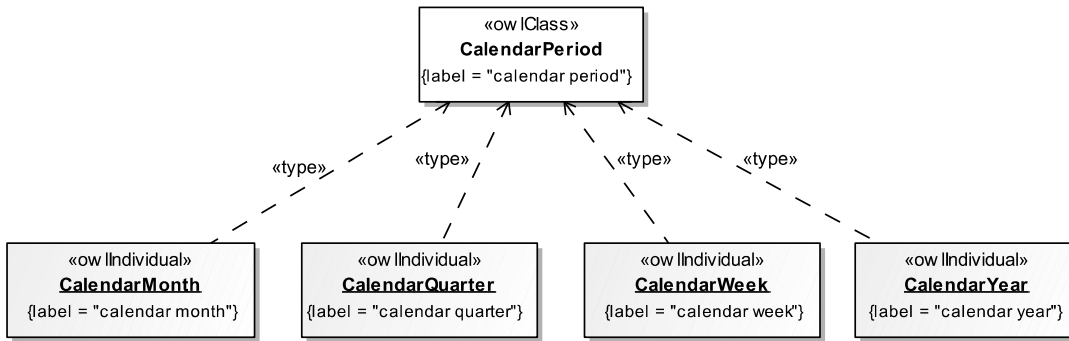 «owlClass»
CalendarPeriod
{label = "calendar period"}
«type»
«type»
«type»
«type»
«owlIndividual»
CalendarMonth
{label = "calendar month"}
«owlIndividual»
CalendarQuarter
{label = "calendar quarter"}
«owlIndividual»
CalendarWeek
{label = "calendar week"}
«owlIndividual»
CalendarYear
{label = "calendar year"}